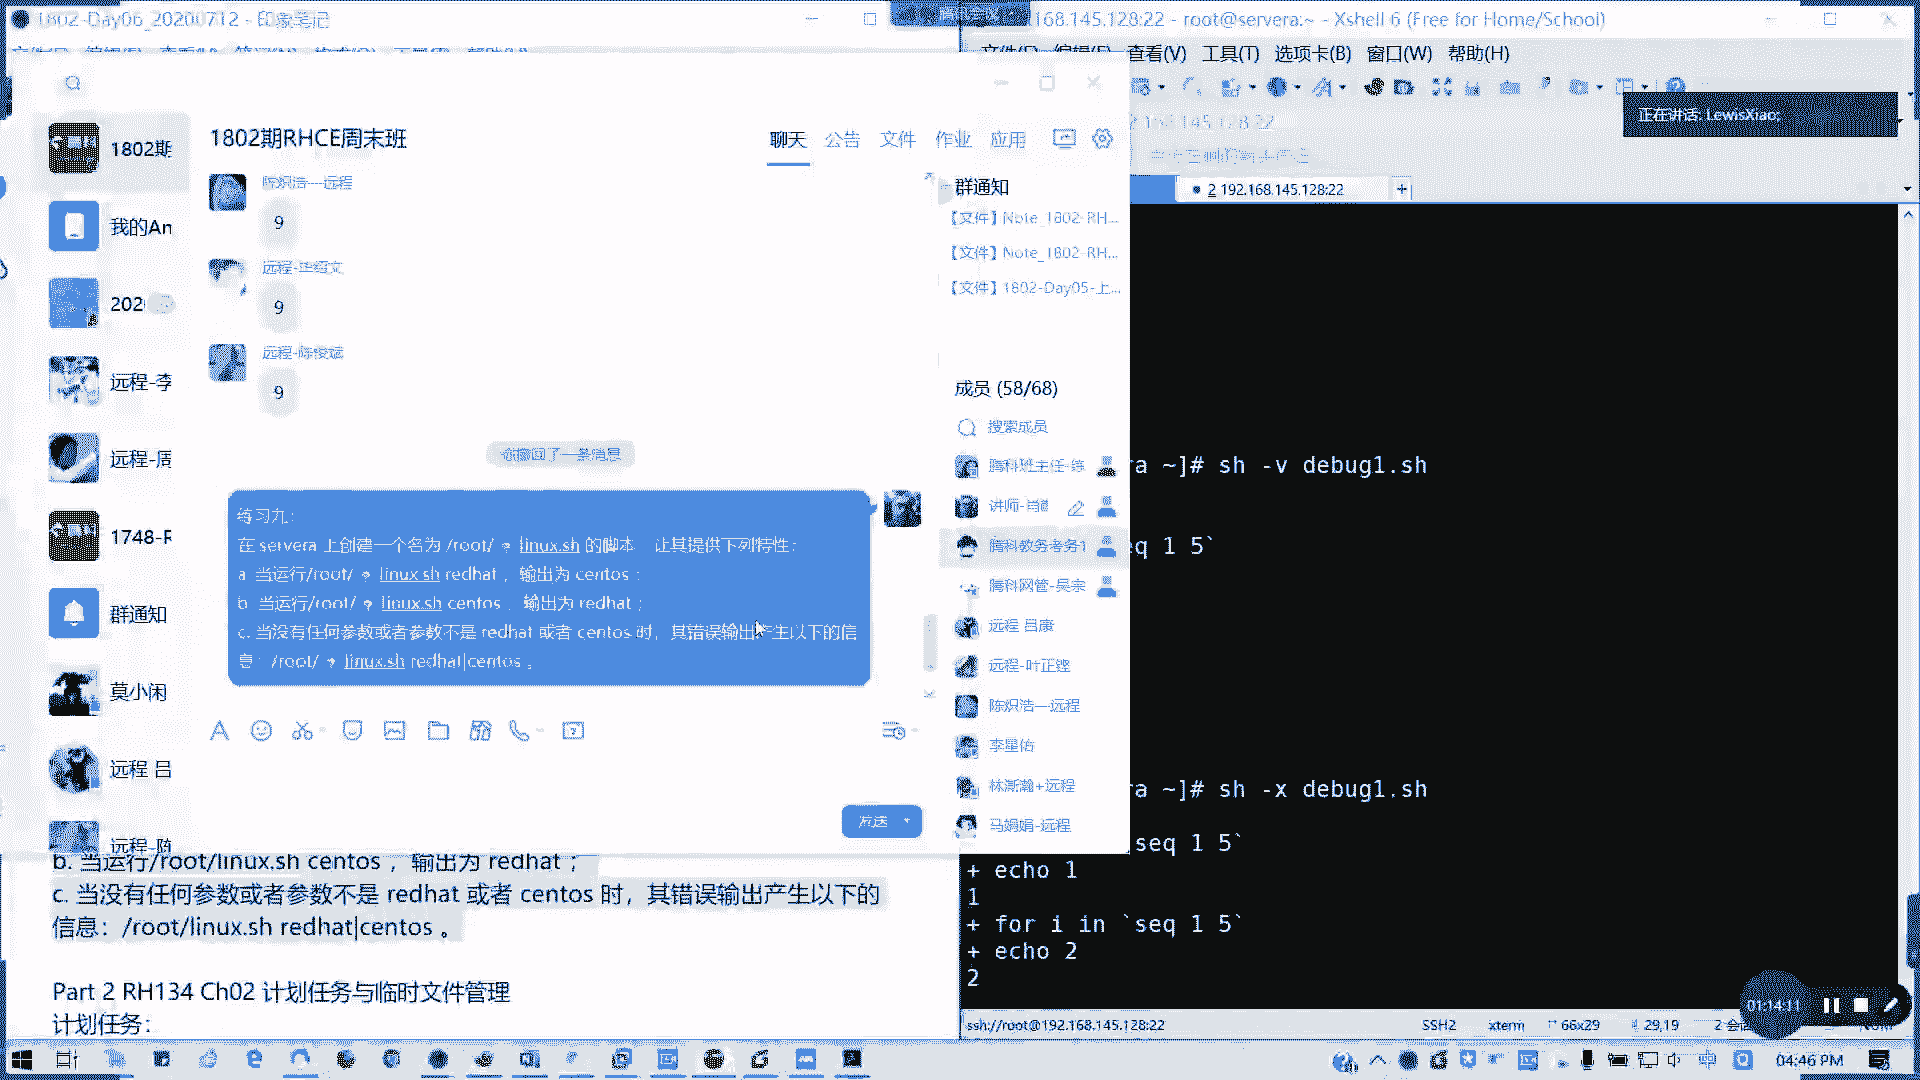 1802-Day06_20200712 - 印象笔记
168.145.128:22 - root@servera:~ - Xshell 6 (Free for Home/School)
查看(V) 工具(T) 选项卡(B) 窗口(W) 帮助(H)
正在讲话: LewisXiao;
2 192.168.145.128:22
1802期
我的An
202
远程-李
远程-周
1748-R
群通知
莫小闲
远程 吕
远程-陈
1802期RHCE周末班
聊天 公告 文件 作业 应用
陈炽浩—远程
9
9
9
你撤回了一条消息
练习九:
在 servera 上创建一个名为 /root/ linux.sh 的脚本 让其提供下列特性:
a 当运行/root/ linux sh redhat , 输出为 centos ;
b 当运行/root/ linux.sh centos , 输出为 redhat ;
c. 当没有任何参数或者参数不是 redhat 或者 centos 时, 其错误输出产生以下的信
息: /root/ linux.sh redhat|centos 。
发送
群通知
【文件】Note_1802-RH...
【文件】Note_1802-RH...
【文件】1802-Day05-上...
成员 (58/68)
搜索成员
腾科班主任-
讲师-肖
腾科教务考务1
腾科网管-吴宗
远程 吕康
远程-叶正铿
陈炽浩—远程
李星佑
林澌瀚+远程
马娟娟-远程
b. 当运行/root/linux.sh centos , 输出为 redhat ;
c. 当没有任何参数或者参数不是 redhat 或者 centos 时, 其错误输出产生以下的
信息: /root/linux.sh redhat|centos 。
Part 2 RH134 Ch02 计划任务与临时文件管理
计划任务:
a ~]# sh -v debug1.sh
eq 1 5`
a ~]# sh -x debug1.sh
seq 1 5`
+ echo 1
1
+ for i in `seq 1 5`
+ echo 2
2
01:14:11
ssh://root@192.168.145.128:22 SSH2 xterm 66x29 29,19
04:46 PM